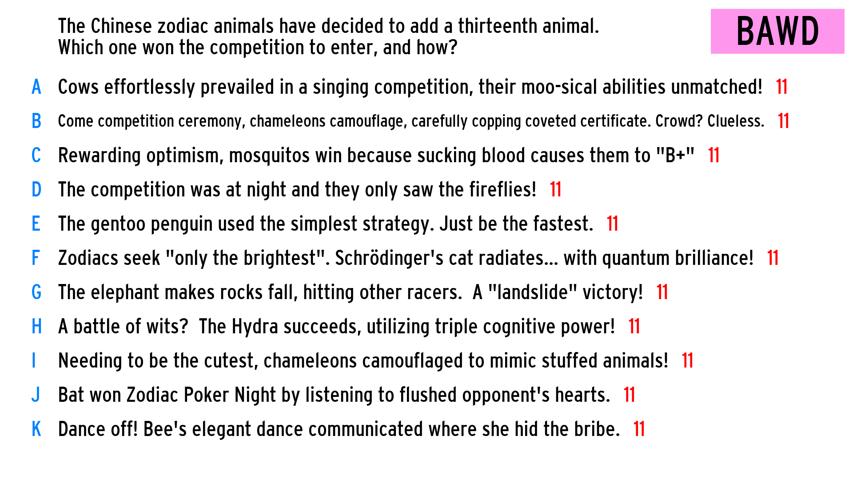 The Chinese zodiac animals have decided to add a thirteenth animal.
Which one won the competition to enter, and how?
BAWD
A Cows effortlessly prevailed in a singing competition, their moo-sical abilities unmatched! 11
B Come competition ceremony, chameleons camouflage, carefully copping coveted certificate. Crowd? Clueless. 11
C Rewarding optimism, mosquitos win because sucking blood causes them to "B+" 11
D The competition was at night and they only saw the fireflies! 11
E The gentoo penguin used the simplest strategy. Just be the fastest. 11
F Zodiacs seek "only the brightest". Schrödinger's cat radiates... with quantum brilliance! 11
G The elephant makes rocks fall, hitting other racers. A "landslide" victory! 11
H A battle of wits? The Hydra succeeds, utilizing triple cognitive power! 11
I Needing to be the cutest, chameleons camouflaged to mimic stuffed animals! 11
J Bat won Zodiac Poker Night by listening to flushed opponent's hearts. 11
K Dance off! Bee's elegant dance communicated where she hid the bribe. 11